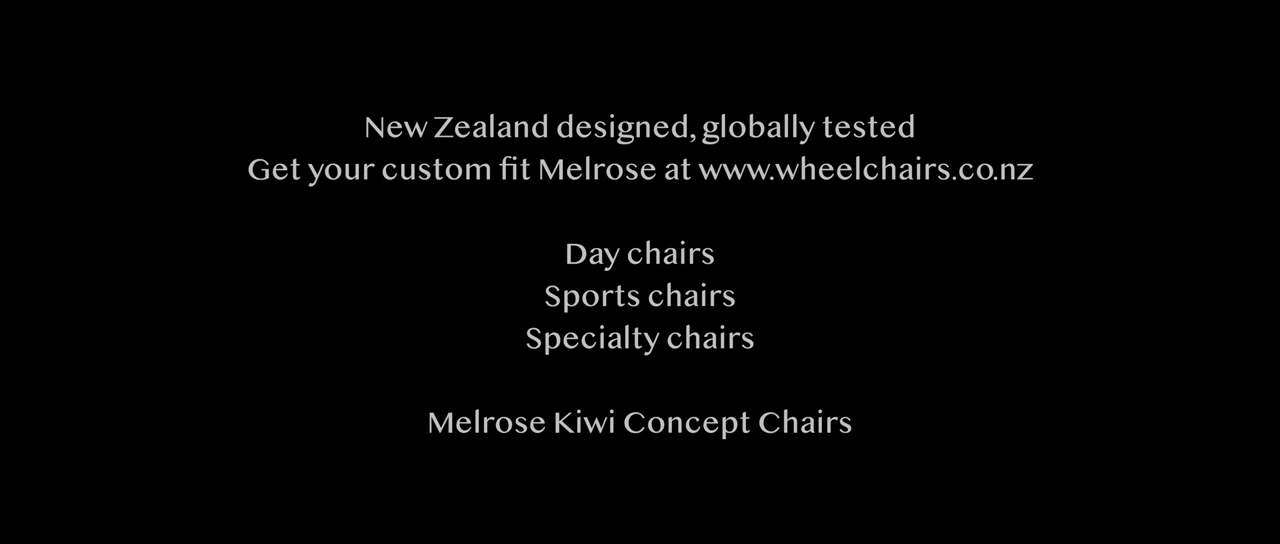 New Zealand designed, globally tested
Get your custom fit Melrose at www.wheelchairs.co.nz
Day chairs
Sports chairs
Specialty chairs
Melrose Kiwi Concept Chairs